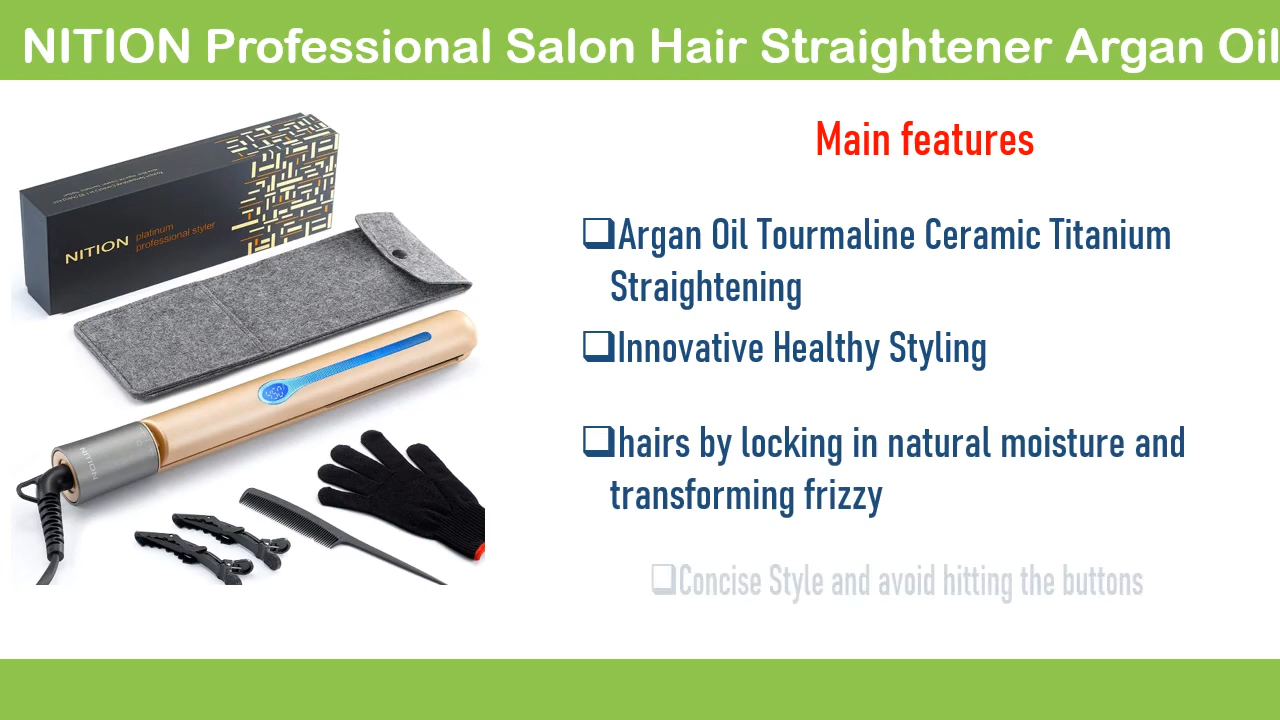 NITION Professional Salon Hair Straightener Argan Oil
Main features
❑Argan Oil Tourmaline Ceramic Titanium
Straightening
❑Innovative Healthy Styling
❑hairs by locking in natural moisture and
transforming frizzy
❑Concise Style and avoid hitting the buttons
NITION
platinum
professional styler
450
NITION